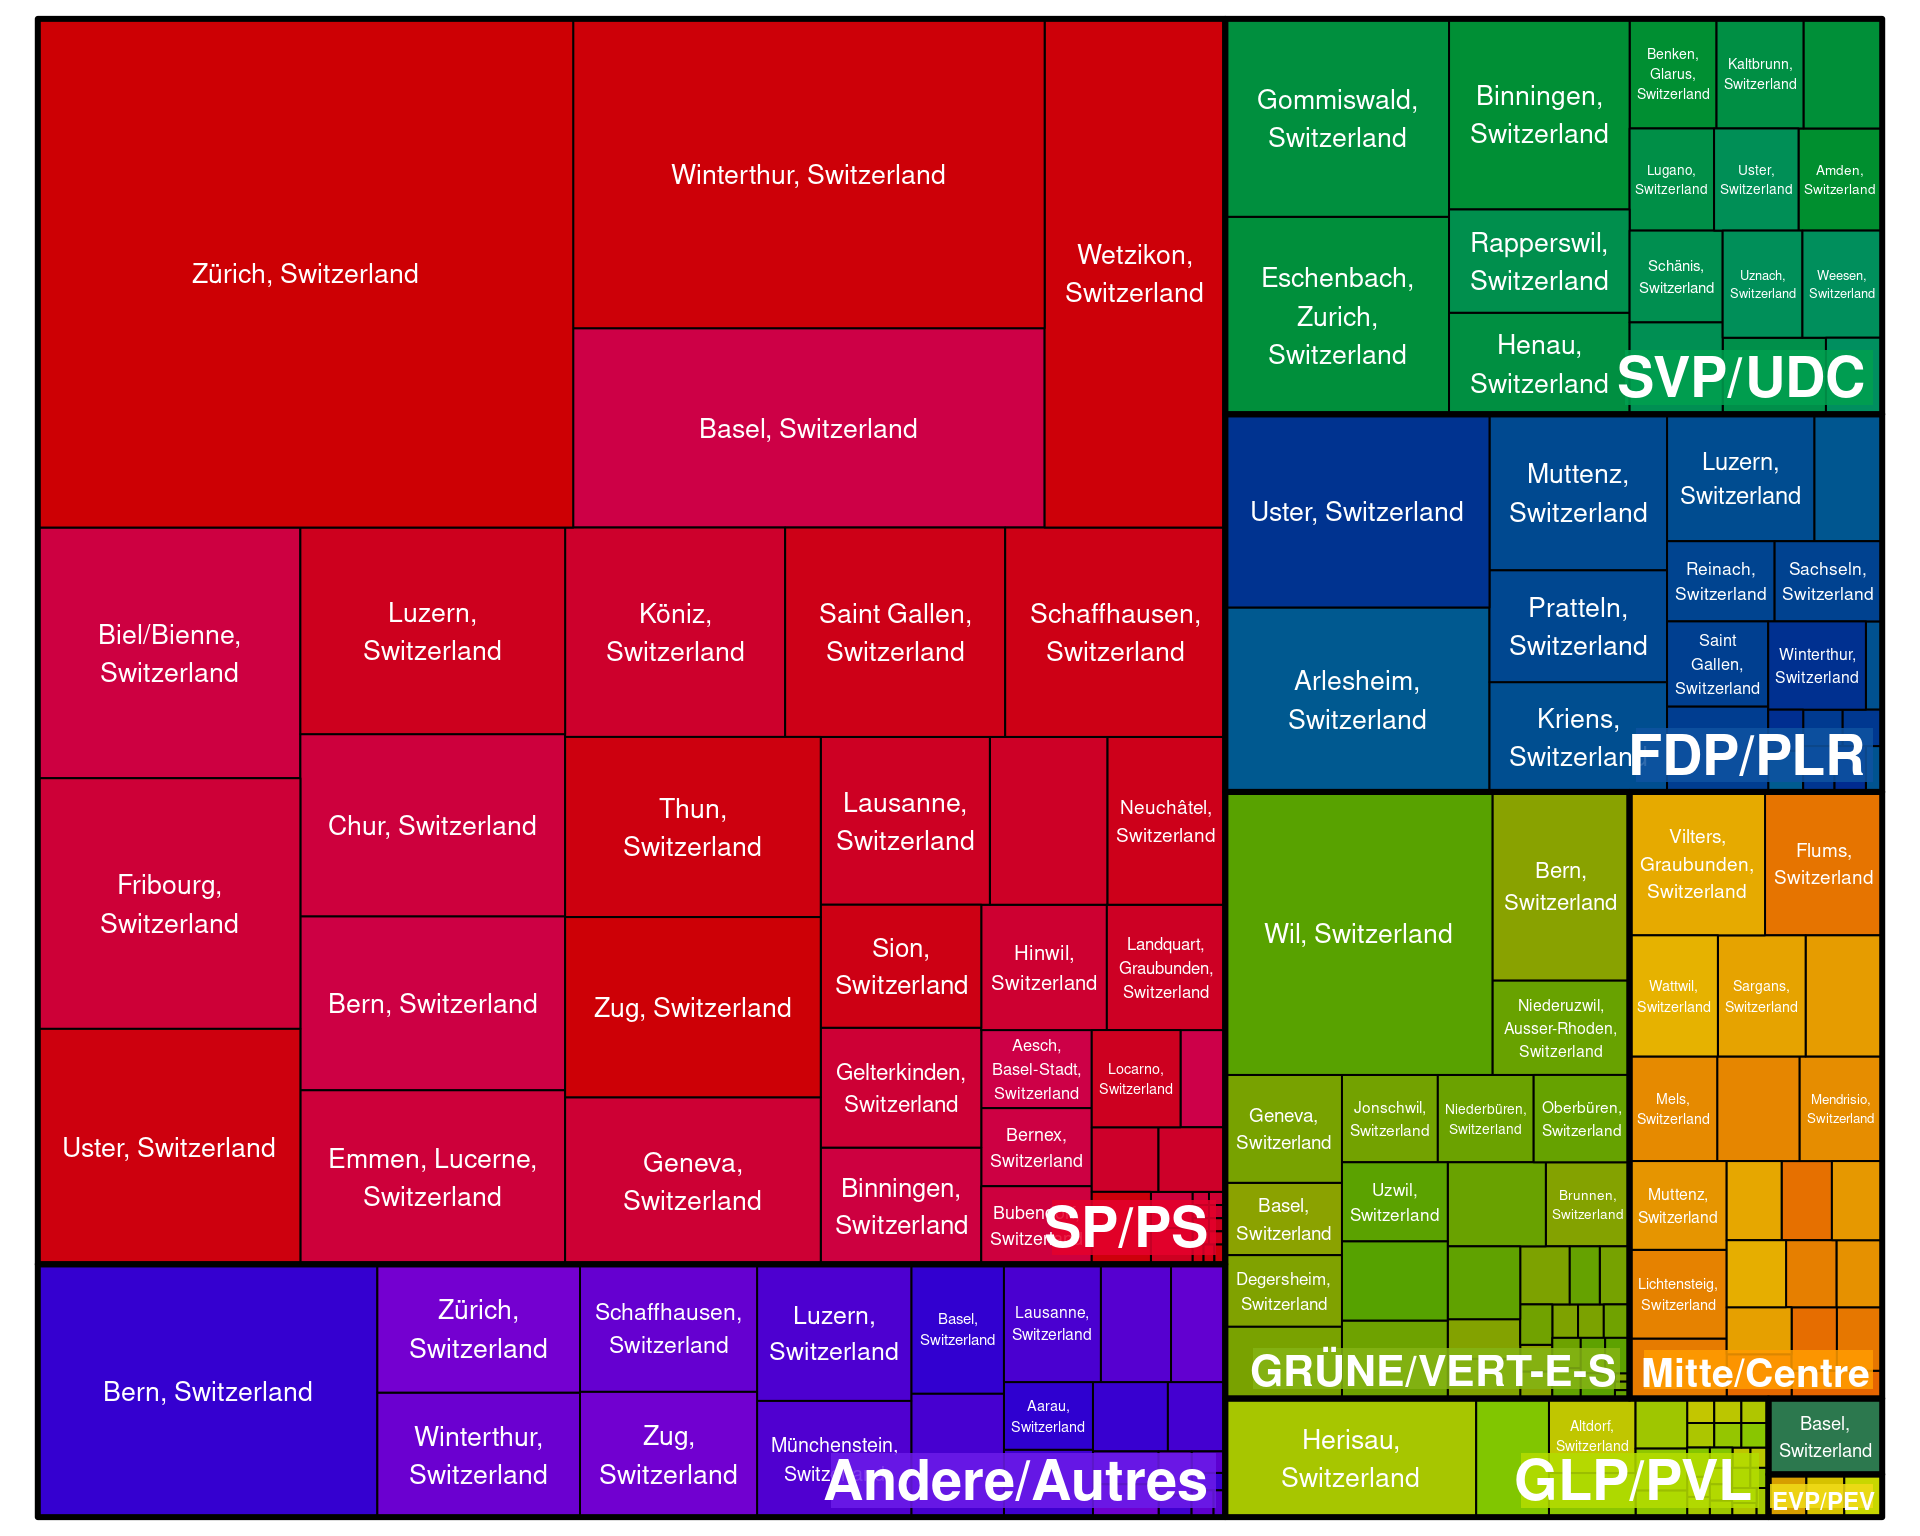 Zürich, Switzerland
Winterthur, Switzerland
Wetzikon,
Switzerland
Basel, Switzerland
Biel/Bienne,
Switzerland
Luzern,
Switzerland
Köniz,
Switzerland
Saint Gallen,
Switzerland
Schaffhausen,
Switzerland
Fribourg,
Switzerland
Chur, Switzerland
Thun,
Switzerland
Lausanne,
Switzerland
Neuchâtel,
Switzerland
Uster, Switzerland
Bern, Switzerland
Zug, Switzerland
Sion,
Switzerland
Hinwil,
Switzerland
Landquart,
Graubunden,
Switzerland
Emmen, Lucerne,
Switzerland
Geneva,
Switzerland
Gelterkinden,
Switzerland
Aesch,
Basel-Stadt,
Switzerland
Locarno,
Switzerland
Binningen,
Switzerland
Bernex,
Switzerland
SP/PS
Bern, Switzerland
Zürich,
Switzerland
Schaffhausen,
Switzerland
Luzern,
Switzerland
Basel,
Switzerland
Lausanne,
Switzerland
Winterthur,
Switzerland
Zug,
Switzerland
Münchenstein,
Aarau,
Switzerland
Andere/Autres
Gommiswald,
Switzerland
Binningen,
Switzerland
Benken,
Glarus,
Switzerland
Kaltbrunn,
Switzerland
Lugano,
Switzerland
Uster,
Switzerland
Amden,
Switzerland
Eschenbach,
Zurich,
Switzerland
Rapperswil,
Switzerland
Schänis,
Switzerland
Uznach,
Switzerland
Weesen,
Switzerland
Henau,
Switzerland
SVP/UDC
Uster, Switzerland
Muttenz,
Switzerland
Luzern,
Switzerland
Reinach,
Switzerland
Sachseln,
Switzerland
Arlesheim,
Switzerland
Pratteln,
Switzerland
Saint
Gallen,
Switzerland
Winterthur,
Switzerland
Kriens,
Switzerland
FDP/PLR
Wil, Switzerland
Bern,
Switzerland
Niederuzwil,
Ausser-Rhoden,
Switzerland
Geneva,
Switzerland
Jonschwil,
Switzerland
Niederbüren,
Switzerland
Oberbüren,
Switzerland
Basel,
Switzerland
Uzwil,
Switzerland
Brunnen,
Switzerland
Degersheim,
Switzerland
GRÜNE/VERT-E-S
Vilters,
Graubunden,
Switzerland
Flums,
Switzerland
Wattwil,
Switzerland
Sargans,
Switzerland
Mels,
Switzerland
Mendrisio,
Switzerland
Muttenz,
Switzerland
Lichtensteig,
Switzerland
Mitte/Centre
Herisau,
Switzerland
Altdorf,
Switzerland
GLP/PVL
Basel,
Switzerland
EVP/PEV